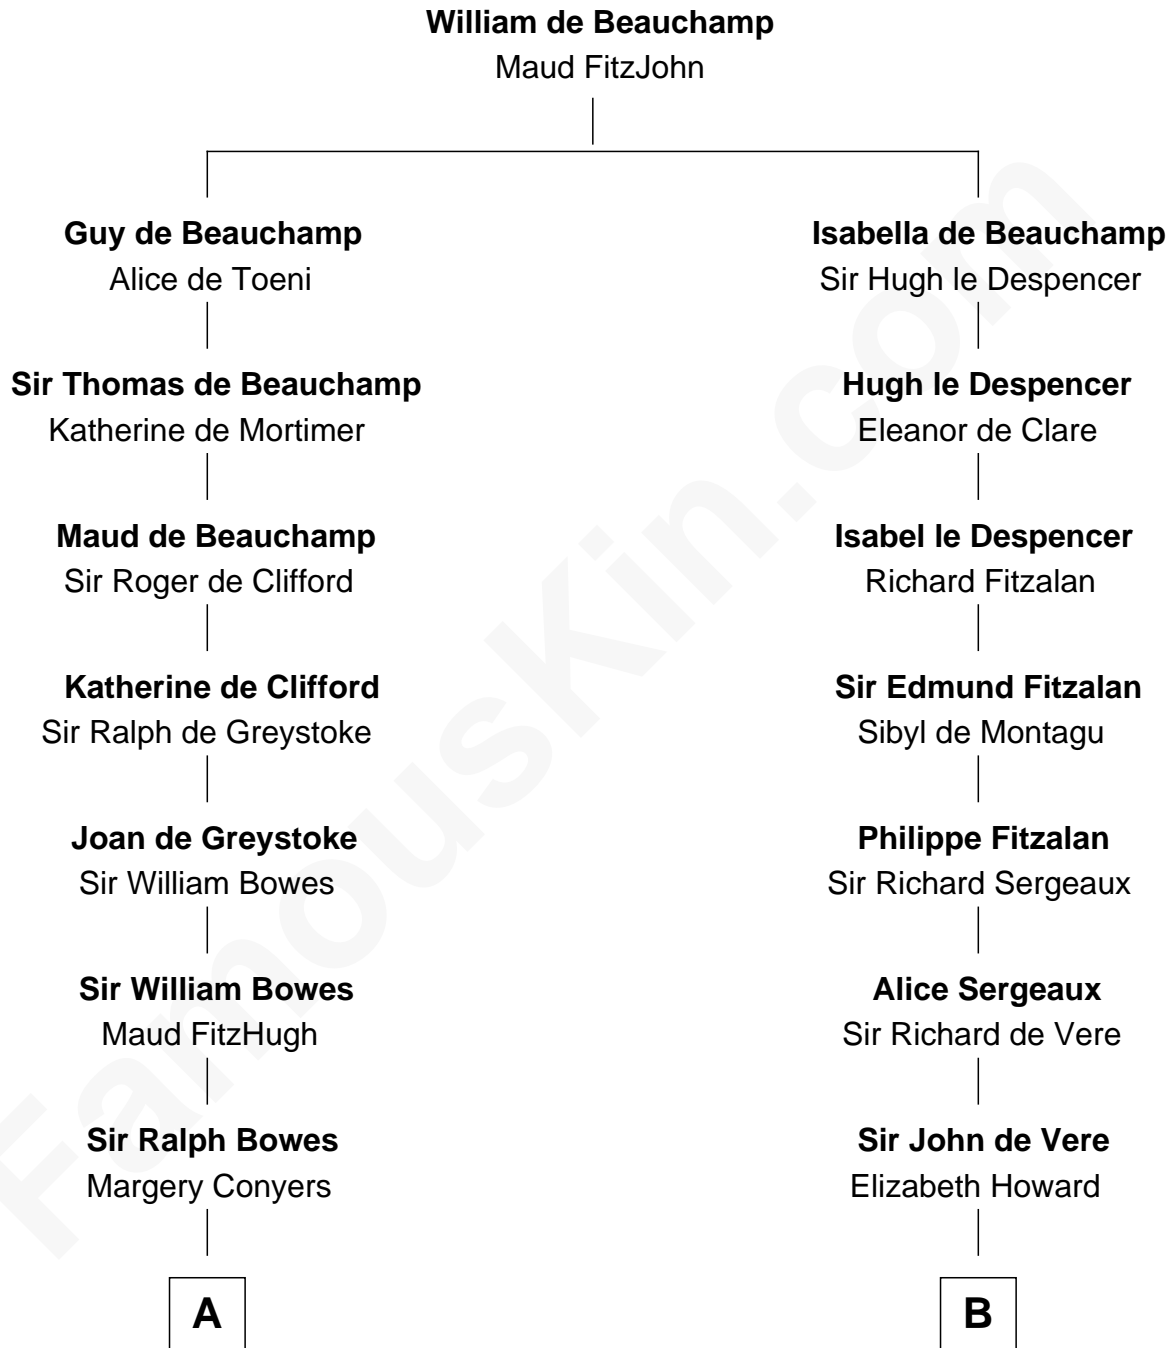 William de Beauchamp
Maud FitzJohn
Guy de Beauchamp
Alice de Toeni
Isabella de Beauchamp
Sir Hugh le Despencer
Sir Thomas de Beauchamp
Katherine de Mortimer
Hugh le Despencer
Eleanor de Clare
Maud de Beauchamp
Sir Roger de Clifford
Isabel le Despencer
Richard Fitzalan
Katherine de Clifford
Sir Ralph de Greystoke
Sir Edmund Fitzalan
Sibyl de Montagu
Joan de Greystoke
Sir William Bowes
Philippe Fitzalan
Sir Richard Sergeaux
Sir William Bowes
Maud FitzHugh
Alice Sergeaux
Sir Richard de Vere
Sir Ralph Bowes
Margery Conyers
Sir John de Vere
Elizabeth Howard
A
B
FamousKin.com